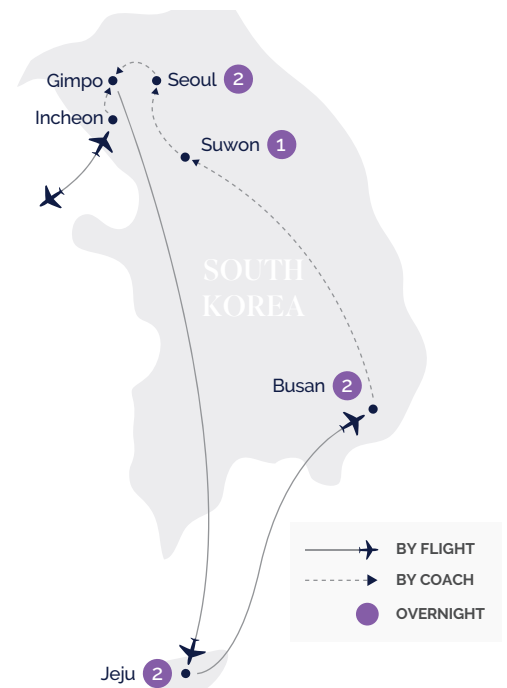 Gimpo
Seoul 2
Incheon
Suwon 1
SOUTH
KOREA
Busan 2
BY FLIGHT
BY COACH
OVERNIGHT
Jeju 2